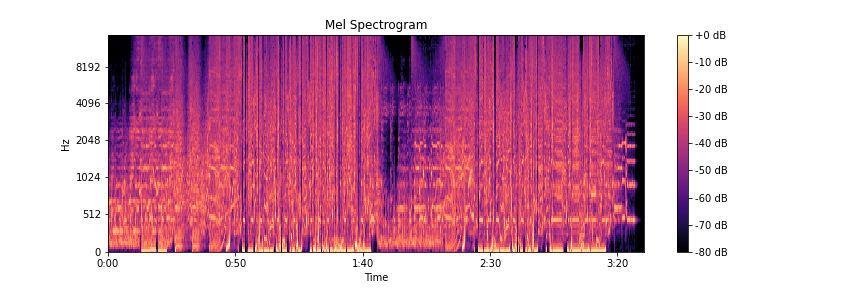 Mel Spectrogram
+0 dB
-10 dB
-20 dB
-30 dB
-40 dB
-50 dB
-60 dB
-70 dB
-80 dB
Hz
8192
4096
2048
1024
512
0
0:00
0:50
1:40
2:30
3:20
Time